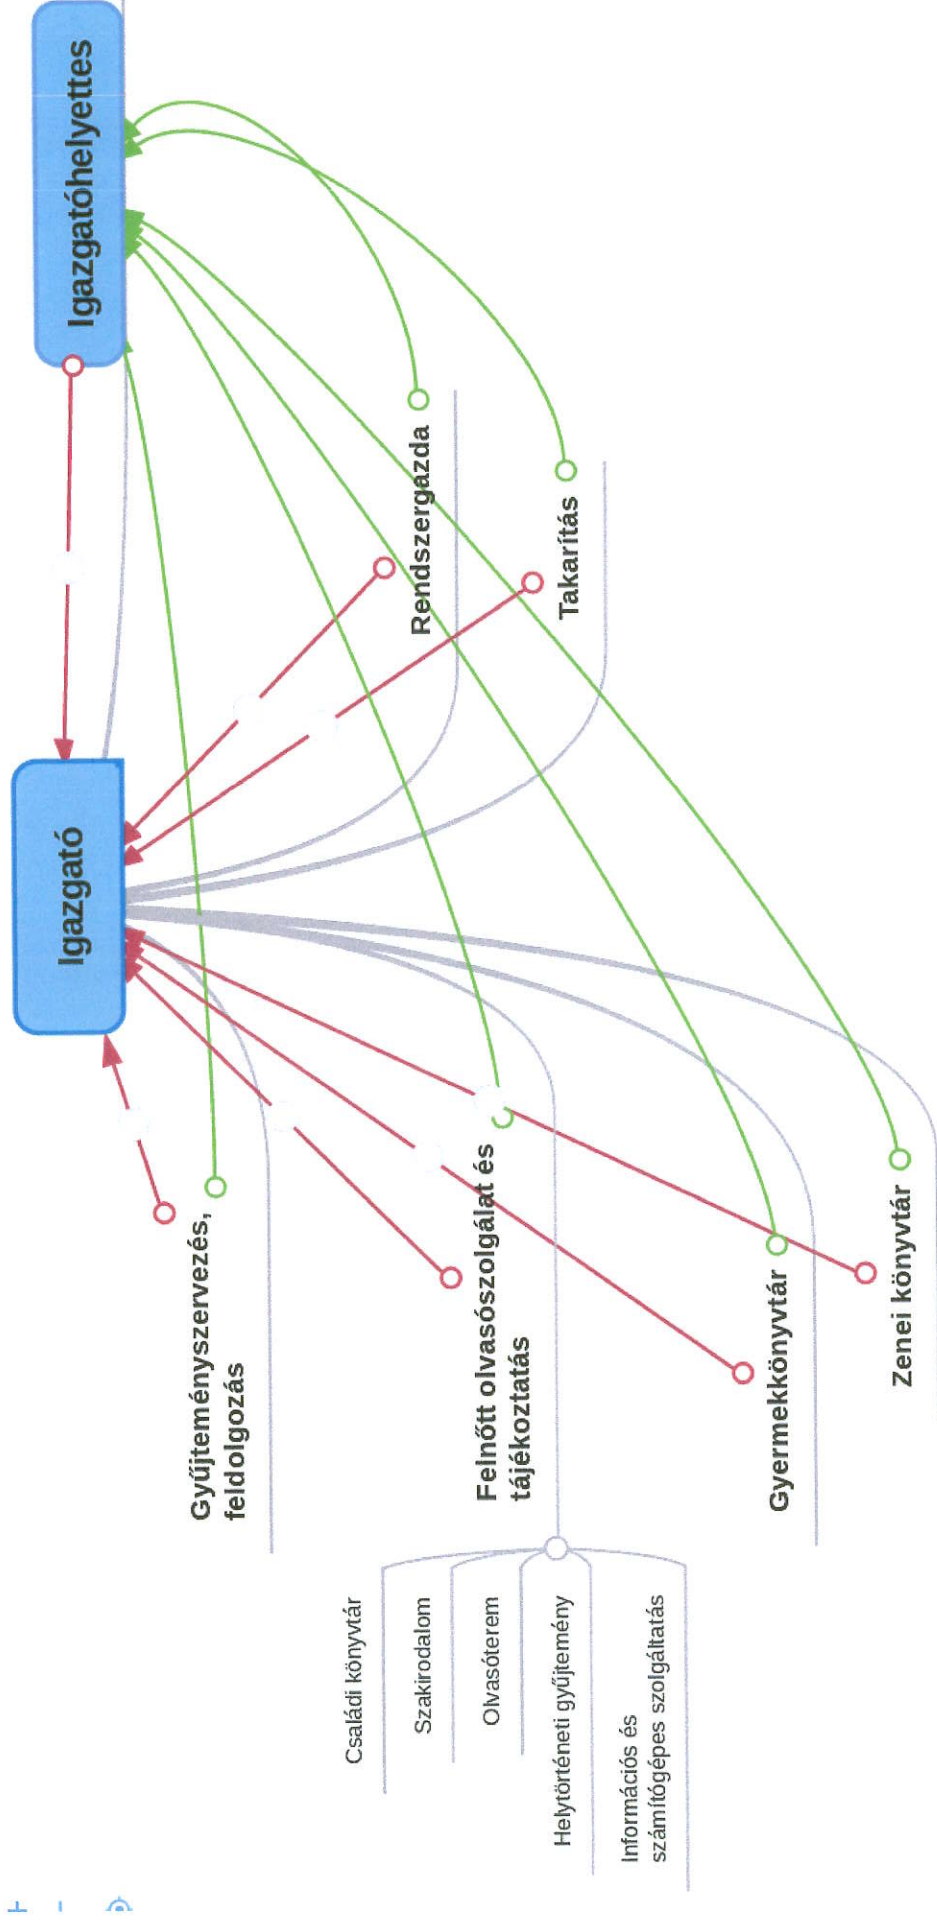 Igazgató
Igazgatóhelyettes
Gyűjteményszervezés,
feldolgozás
Felnőtt olvasószolgálat és
tájékoztatás
Családi könyvtár
Szakirodalom
Olvasóterem
Helytörténeti gyűjtemény
Információs és
számítógépes szolgáltatás
Gyermekkönyvtár
Zenei könyvtár
Rendszergazda
Takarítás